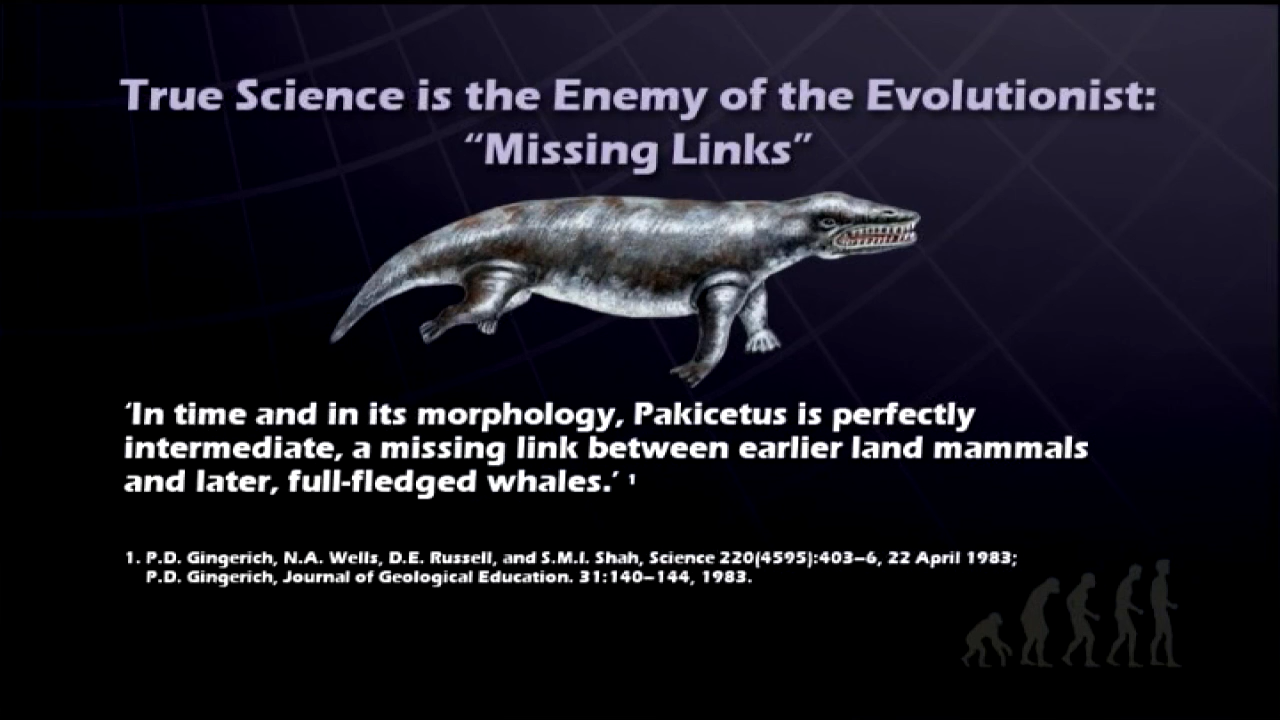 True Science is the Enemy of the Evolutionist:
“Missing Links”
‘In time and in its morphology, Pakicetus is perfectly
intermediate, a missing link between earlier land mammals
and later, full-fledged whales.’ 1
1. P.D. Gingerich, N.A. Wells, D.E. Russell, and S.M.I. Shah, Science 220(4595):403–6, 22 April 1983;
P.D. Gingerich, Journal of Geological Education. 31:140–144, 1983.